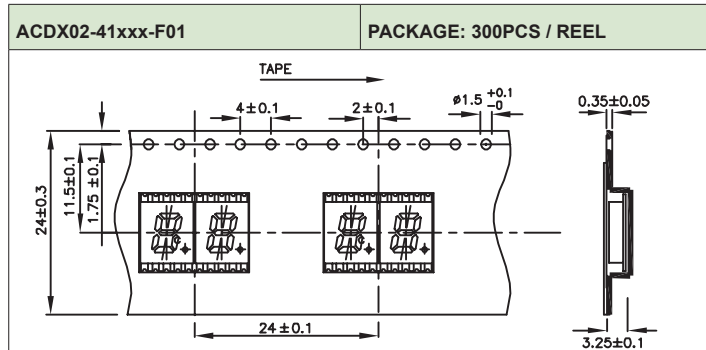 ACDX02-41xxx-F01
PACKAGE: 300PCS / REEL
TAPE
4±0.1
2±0.1
ø1.5 +0.1 -0
0.35±0.05
24±0.3
11.5±0.1
1.75 ±0.1
24±0.1
3.25±0.1